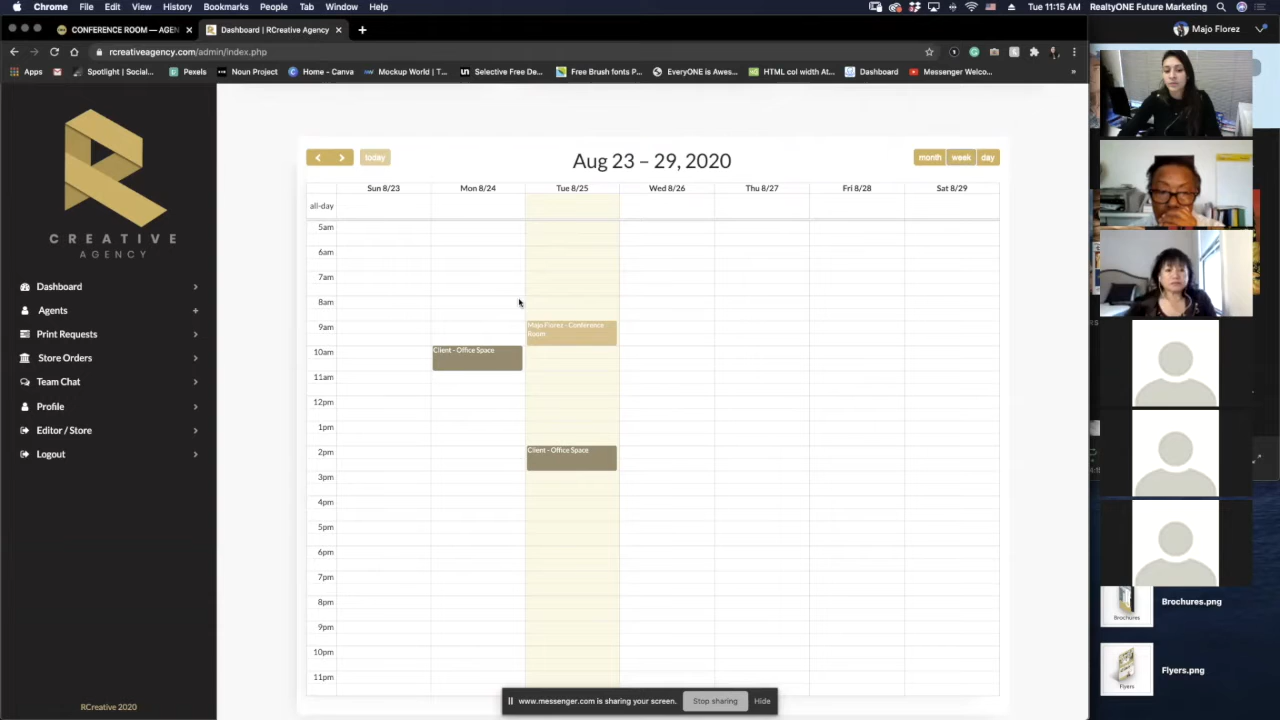 Chrome File Edit View History Bookmarks People Tab Window Help
Tue 11:15 AM RealtyONE Future Marketing
CONFERENCE ROOM — AGEN
Dashboard | RCreative Agency
rcreativeagency.com/admin/index.php
Apps Spotlight | Social... Pexels Noun Project Home - Canva Mockup World | T... Selective Free De... Free Brush fonts P... EveryONE is Awes... HTML col width At... Dashboard Messenger Welco... »
Majo Florez
CREATIVE
AGENCY
Dashboard
Agents
Print Requests
Store Orders
Team Chat
Profile
Editor / Store
Logout
RCreative 2020
today
Aug 23 – 29, 2020
month week day
Sun 8/23 Mon 8/24 Tue 8/25 Wed 8/26 Thu 8/27 Fri 8/28 Sat 8/29
all-day
5am
6am
7am
8am
9am
Majo Florez - Conference
Room
10am
Client - Office Space
11am
12pm
1pm
2pm
Client - Office Space
3pm
4pm
5pm
6pm
7pm
8pm
9pm
10pm
11pm
www.messenger.com is sharing your screen. Stop sharing Hide
Brochures
Brochures.png
Flyers
Flyers.png